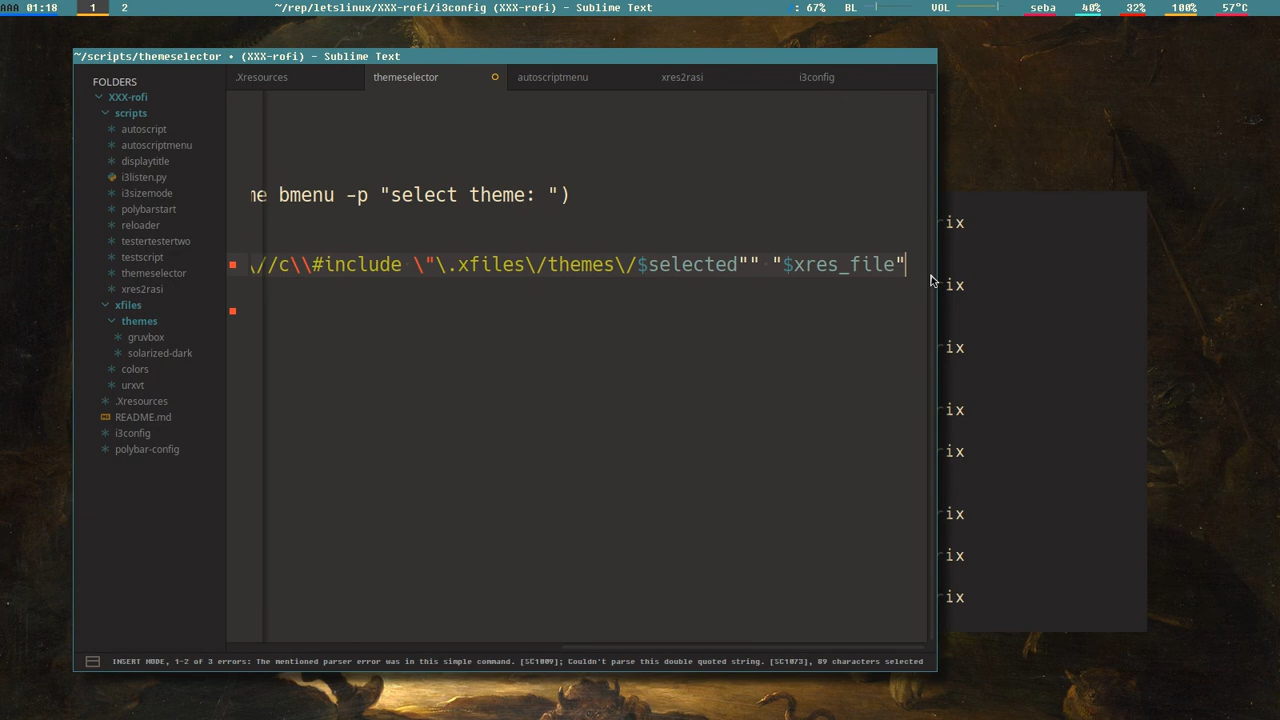 AAA 01:18 1 2 ~/rep/letslinux/XXX-rofi/i3config (XXX-rofi) - Sublime Text : 67% BL VOL seba 40% 32% 100% 57°C
~/scripts/themeselector • (XXX-rofi) - Sublime Text
FOLDERS
XXX-rofi
scripts
autoscript
autoscriptmenu
displaytitle
i3listen.py
i3sizemode
polybarstart
reloader
testertestertwo
testscript
themeselector
xres2rasi
xfiles
themes
gruvbox
solarized-dark
colors
urxvt
.Xresources
README.md
i3config
polybar-config
.Xresources themeselector autoscriptmenu xres2rasi i3config
me bmenu -p "select theme: ")
\//c\\#include \"\.xfiles\/themes\/$selected"" "$xres_file"
INSERT MODE, 1-2 of 3 errors: The mentioned parser error was in this simple command. [SC1009]; Couldn't parse this double quoted string. [SC1073], 89 characters selected
ix
ix
ix
ix
ix
ix
ix
ix